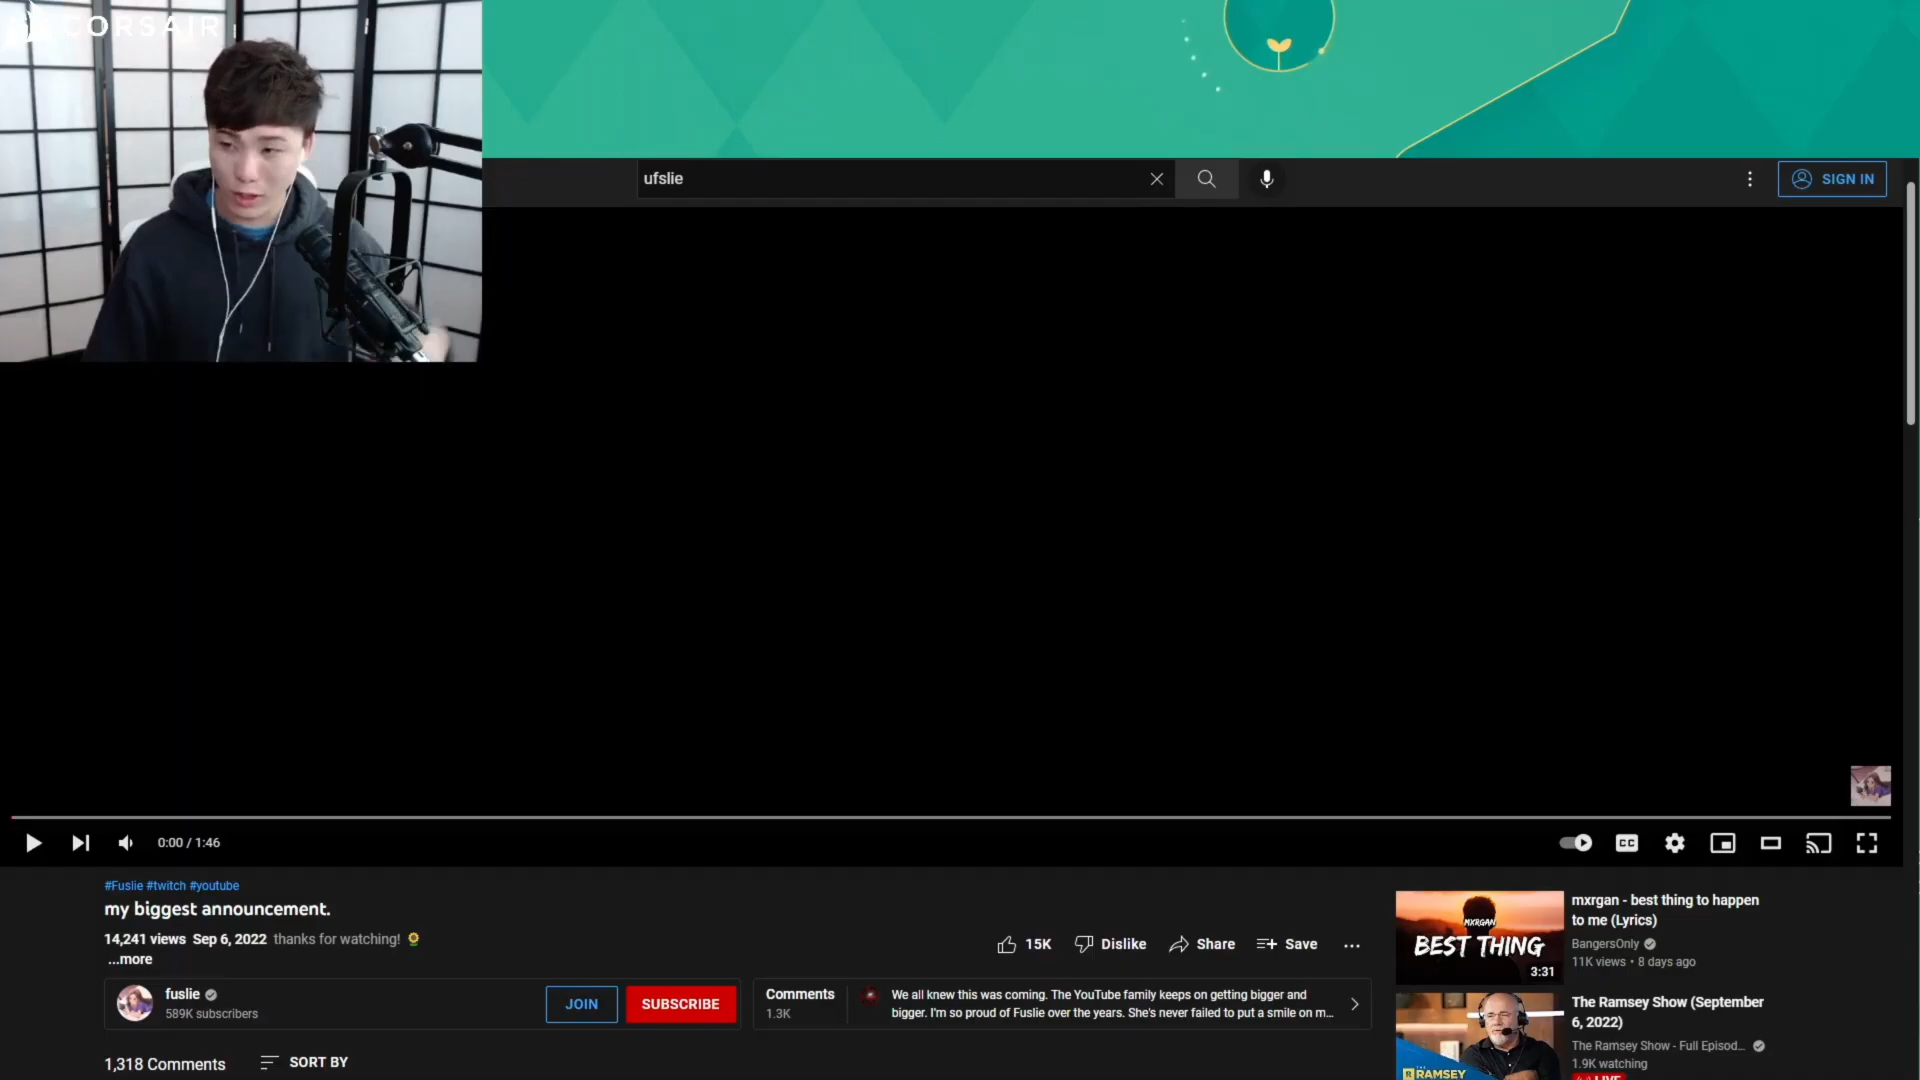 CORSAIR
ufslie
SIGN IN
0:00 / 1:46
CC
#Fuslie #twitch #youtube
my biggest announcement.
14,241 views Sep 6, 2022 thanks for watching! 🌻
...more
15K
Dislike
Share
Save
fuslie
589K subscribers
JOIN
SUBSCRIBE
Comments
1.3K
We all knew this was coming. The YouTube family keeps on getting bigger and
bigger. I'm so proud of Fuslie over the years. She's never failed to put a smile on m...
1,318 Comments
SORT BY
MXRGAN
BEST THING
3:31
mxrgan - best thing to happen
to me (Lyrics)
BangersOnly
11K views • 8 days ago
R RAMSEY
The Ramsey Show (September
6, 2022)
The Ramsey Show - Full Episod...
1.9K watching
LIVE